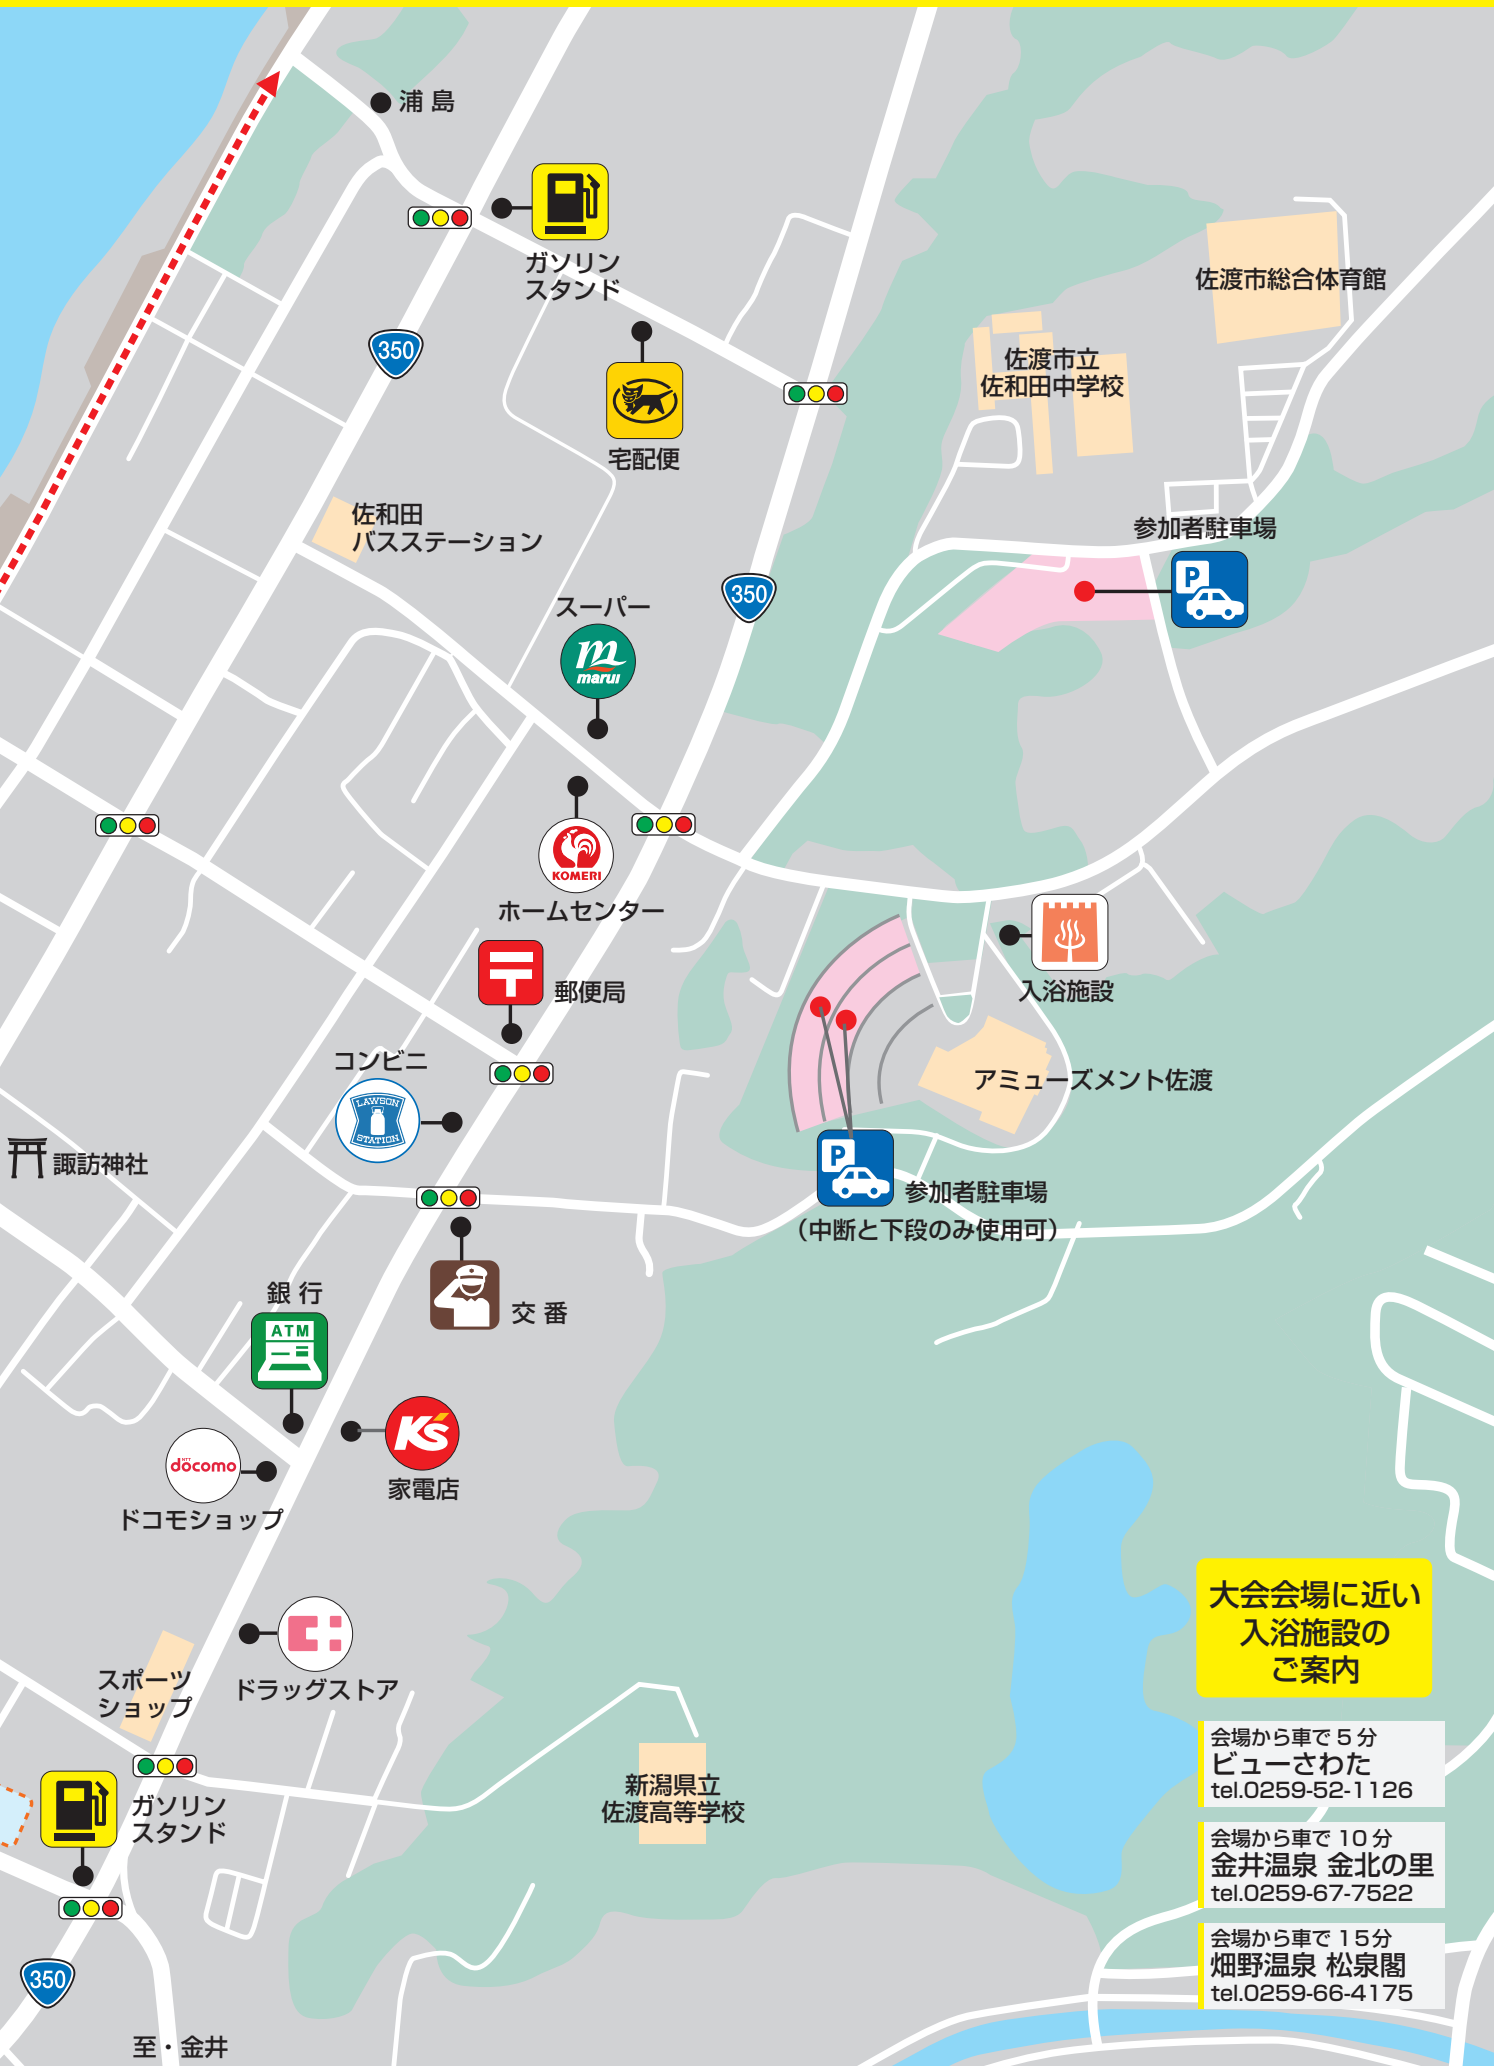 浦 島
ガソリン
スタンド
佐渡市総合体育館
350
佐渡市立
佐和田中学校
宅配便
佐和田
バスステーション
参加者駐車場
P
350
スーパー
marui
KOMERI
ホームセンター
郵便局
入浴施設
コンビニ
LAWSON
STATION
アミューズメント佐渡
諏訪神社
P
参加者駐車場
（中断と下段のみ使用可）
銀 行
ATM
交 番
K's
家電店
NTT
döcomo
ドコモショップ
大会会場に近い
入浴施設の
ご案内
スポーツ
ショップ
ドラッグストア
会場から車で 5 分
ビューさわた
tel.0259-52-1126
新潟県立
佐渡高等学校
ガソリン
スタンド
会場から車で 10 分
金井温泉 金北の里
tel.0259-67-7522
会場から車で 15分
畑野温泉 松泉閣
tel.0259-66-4175
350
至・金井